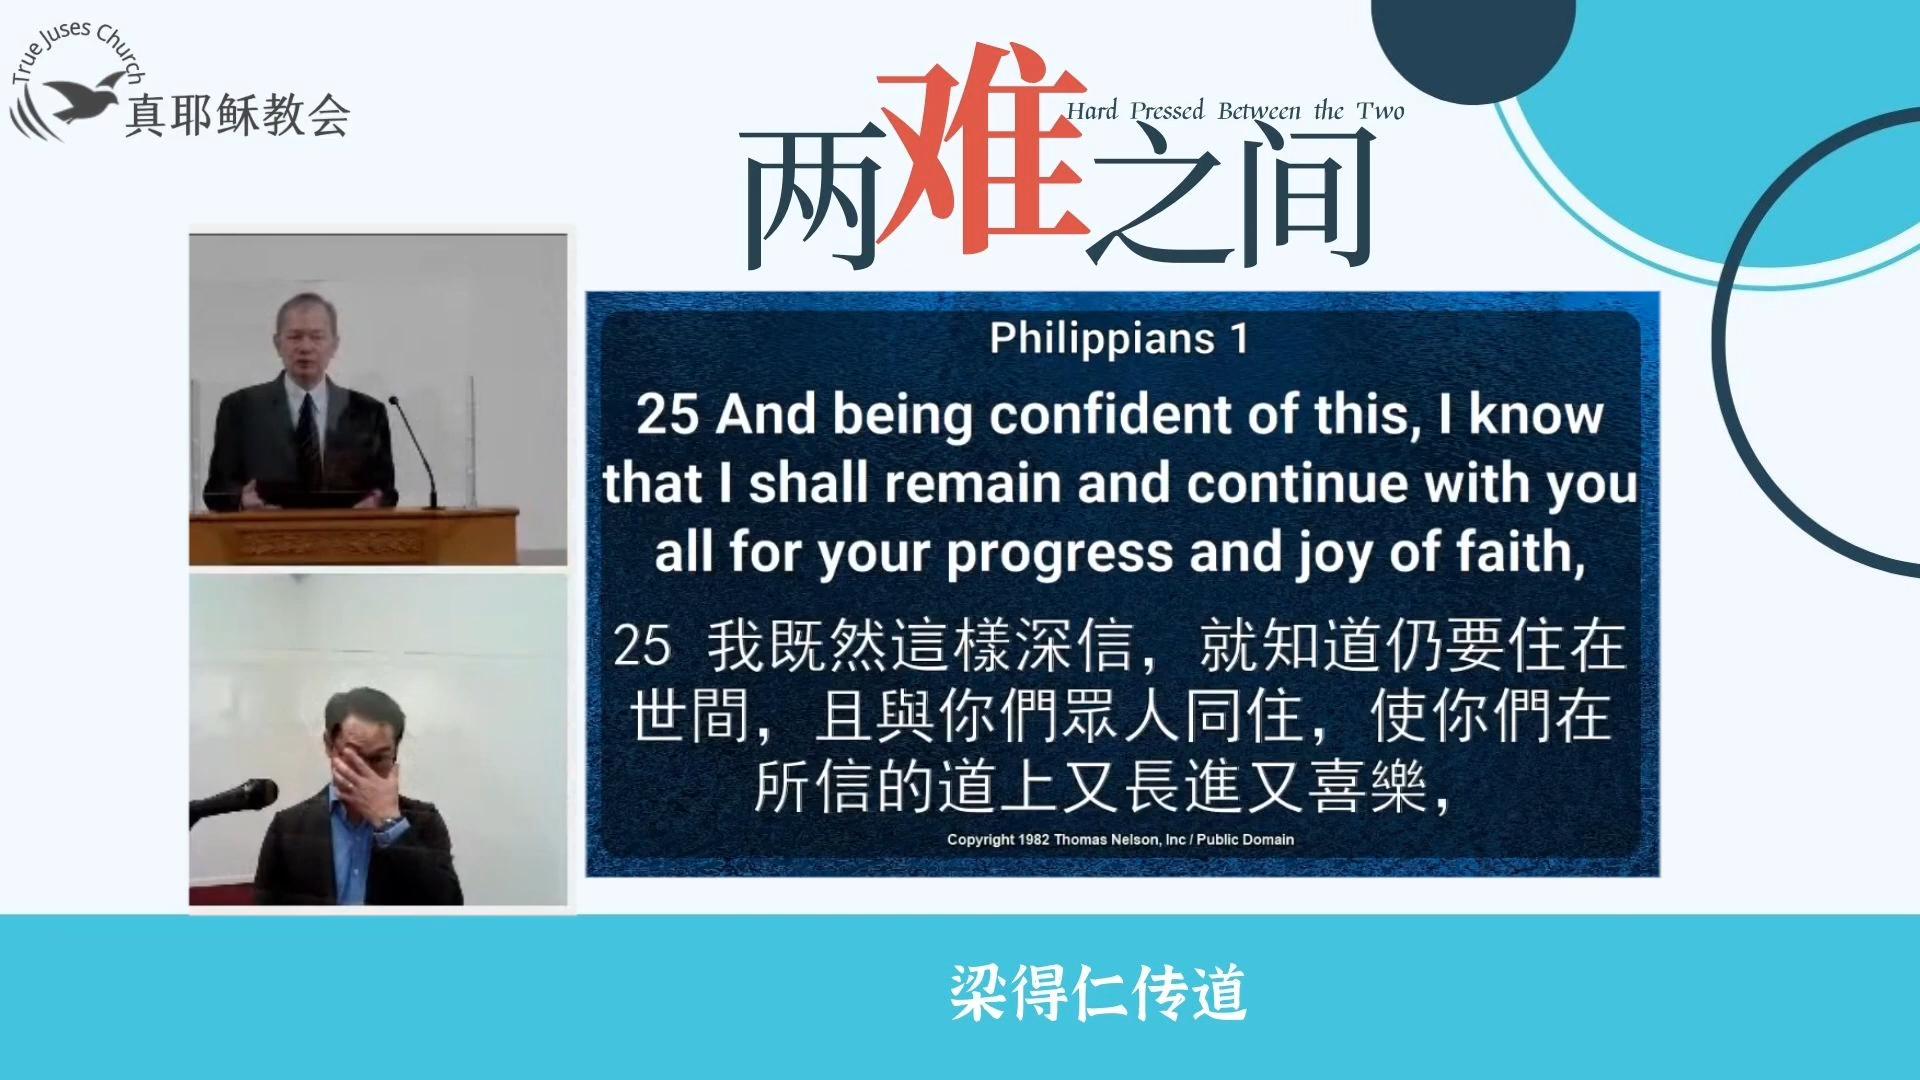 True Juses Church
真耶稣教会
两难之间
Hard Pressed Between the Two
Philippians 1
25 And being confident of this, I know
that I shall remain and continue with you
all for your progress and joy of faith,
25 我既然這樣深信，就知道仍要住在
世間，且與你們眾人同住，使你們在
所信的道上又長進又喜樂，
Copyright 1982 Thomas Nelson, Inc / Public Domain
梁得仁传道